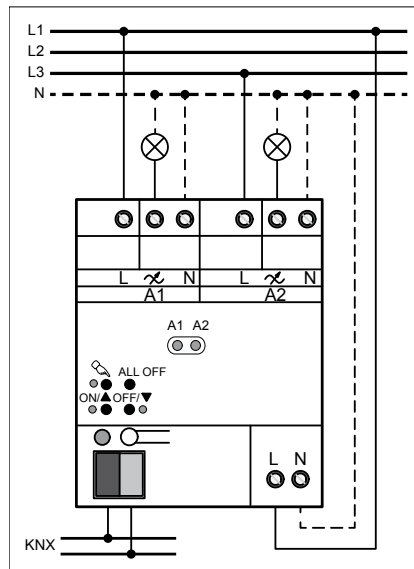 L1
L2
L3
N
L N L N
A1 A2
A1 A2
ALL OFF
ON/▲ OFF/▼
L N
KNX